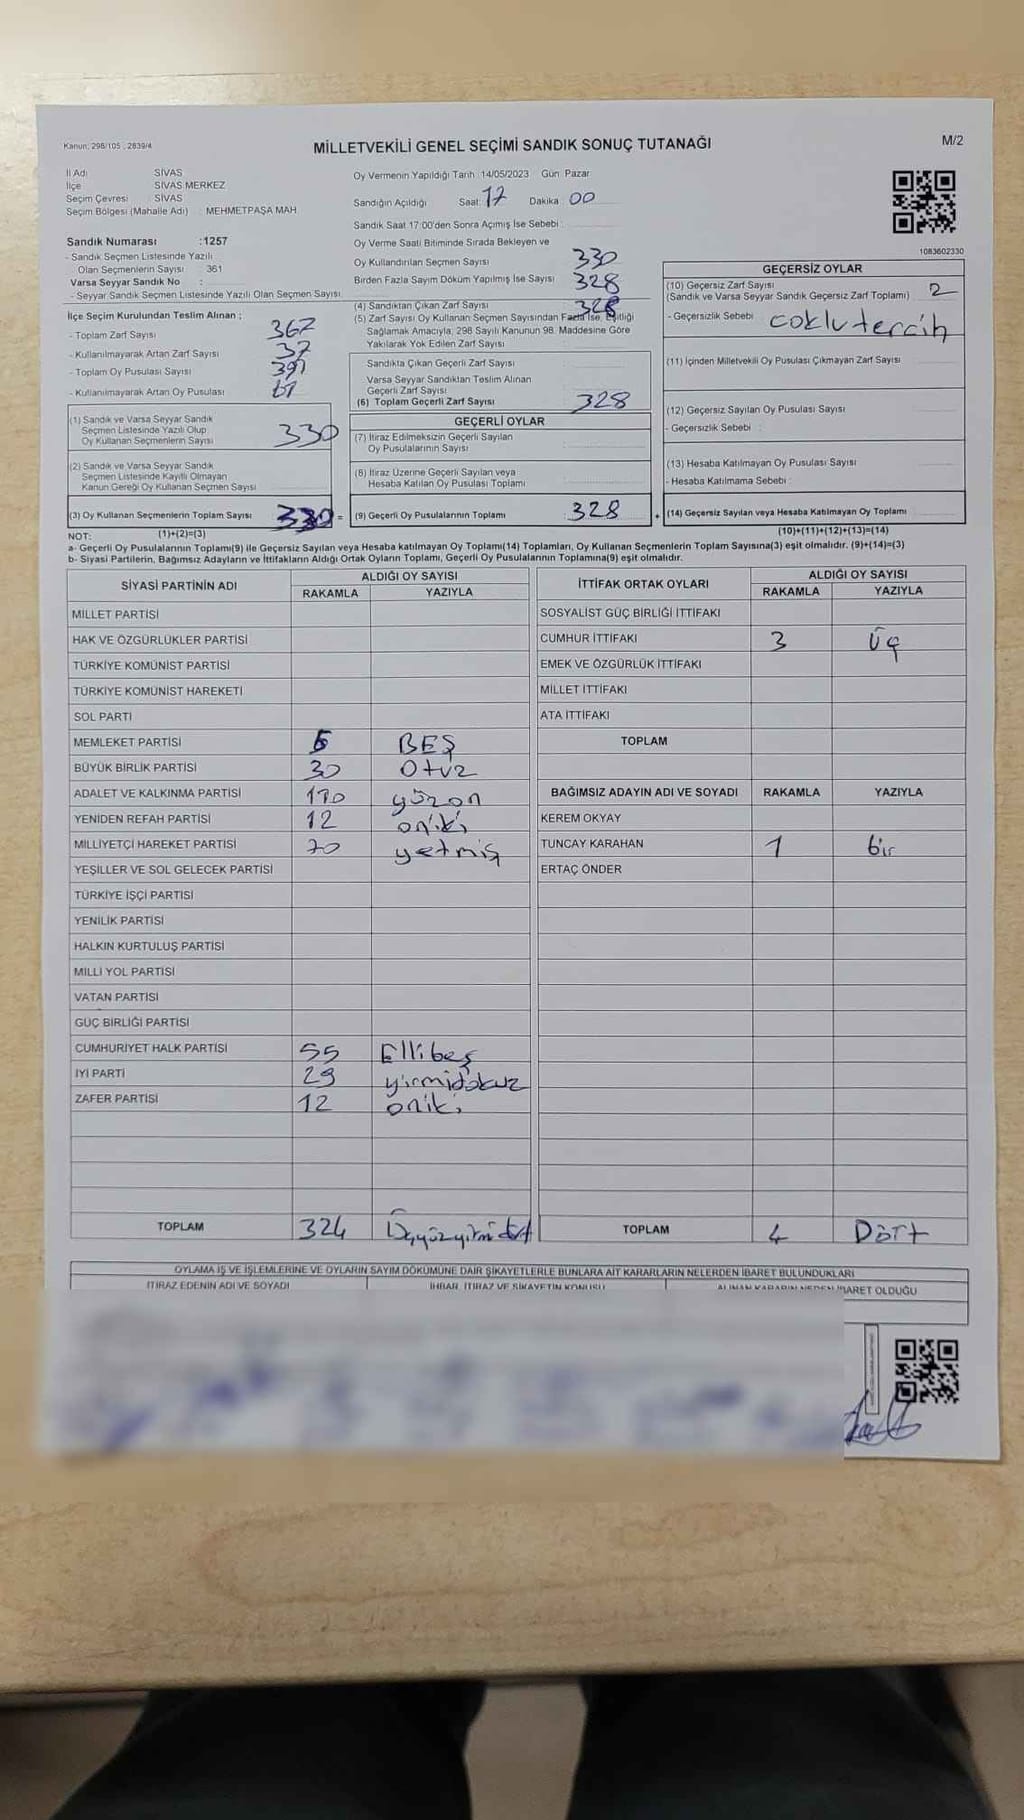 Kanun: 298/105 , 2839/4
MİLLETVEKİLİ GENEL SEÇİMİ SANDIK SONUÇ TUTANAĞI
M/2
İl Adı SİVAS
İlçe SİVAS MERKEZ
Seçim Çevresi : SİVAS
Seçim Bölgesi (Mahalle Adı) : MEHMETPAŞA MAH.
Sandık Numarası :1257
- Sandık Seçmen Listesinde Yazılı
Olan Seçmenlerin Sayısı : 361
Varsa Seyyar Sandık No :
- Seyyar Sandık Seçmen Listesinde Yazılı Olan Seçmen Sayısı
İlçe Seçim Kurulundan Teslim Alınan :
- Toplam Zarf Sayısı 367
- Kullanılmayarak Artan Zarf Sayısı 37
- Toplam Oy Pusulası Sayısı 391
- Kullanılmayarak Artan Oy Pusulası 61
(1) Sandık ve Varsa Seyyar Sandık
Seçmen Listesinde Yazılı Olup
Oy Kullanan Seçmenlerin Sayısı 330
(2) Sandık ve Varsa Seyyar Sandık
Seçmen Listesinde Kayıtlı Olmayan
Kanun Gereği Oy Kullanan Seçmen Sayısı
(3) Oy Kullanan Seçmenlerin Toplam Sayısı 330 =
(1)+(2)=(3)
Oy Vermenin Yapıldığı Tarih 14/05/2023 Gün Pazar
Sandığın Açıldığı Saat: 17 Dakika : 00
Sandık Saat 17:00'den Sonra Açımış İse Sebebi :
Oy Verme Saati Bitiminde Sırada Bekleyen ve
Oy Kullandırılan Seçmen Sayısı 330
Birden Fazla Sayım Döküm Yapılmış İse Sayısı 328
(4) Sandıktan Çıkan Zarf Sayısı 328
(5) Zarf Sayısı Oy Kullanan Seçmen Sayısından Fazla İse, Eşitliği
Sağlamak Amacıyla, 298 Sayılı Kanunun 98. Maddesine Göre
Yakılarak Yok Edilen Zarf Sayısı
Sandıkta Çıkan Geçerli Zarf Sayısı
Varsa Seyyar Sandıktan Teslim Alınan
Geçerli Zarf Sayısı
(6) Toplam Geçerli Zarf Sayısı 328
GEÇERLİ OYLAR
(7) İtiraz Edilmeksizin Geçerli Sayılan
Oy Pusulalarının Sayısı
(8) İtiraz Üzerine Geçerli Sayılan veya
Hesaba Katılan Oy Pusulası Toplamı
(9) Geçerli Oy Pusulalarının Toplamı 328 +
1083602330
GEÇERSİZ OYLAR
(10) Geçersiz Zarf Sayısı
(Sandık ve Varsa Seyyar Sandık Geçersiz Zarf Toplamı) 2
- Geçersizlik Sebebi : çoklu tercih
(11) İçinden Milletvekili Oy Pusulası Çıkmayan Zarf Sayısı
(12) Geçersiz Sayılan Oy Pusulası Sayısı
- Geçersizlik Sebebi :
(13) Hesaba Katılmayan Oy Pusulası Sayısı
- Hesaba Katılmama Sebebi :
(14) Geçersiz Sayılan veya Hesaba Katılmayan Oy Toplamı
(10)+(11)+(12)+(13)=(14)
NOT:
a- Geçerli Oy Pusulalarının Toplamı(9) ile Geçersiz Sayılan veya Hesaba katılmayan Oy Toplamı(14) Toplamları, Oy Kullanan Seçmenlerin Toplam Sayısına(3) eşit olmalıdır. (9)+(14)=(3)
b- Siyasi Partilerin, Bağımsız Adayların ve İttifakların Aldığı Ortak Oyların Toplamı, Geçerli Oy Pusulalarının Toplamına(9) eşit olmalıdır.
SİYASİ PARTİNİN ADI ALDIĞI OY SAYISI
RAKAMLA YAZIYLA
MİLLET PARTİSİ
HAK VE ÖZGÜRLÜKLER PARTİSİ
TÜRKİYE KOMÜNİST PARTİSİ
TÜRKİYE KOMÜNİST HAREKETİ
SOL PARTİ
MEMLEKET PARTİSİ 5 BEŞ
BÜYÜK BİRLİK PARTİSİ 30 Otuz
ADALET VE KALKINMA PARTİSİ 110 yüzon
YENİDEN REFAH PARTİSİ 12 oniki
MİLLİYETÇİ HAREKET PARTİSİ 70 yetmiş
YEŞİLLER VE SOL GELECEK PARTİSİ
TÜRKİYE İŞÇİ PARTİSİ
YENİLİK PARTİSİ
HALKIN KURTULUŞ PARTİSİ
MİLLİ YOL PARTİSİ
VATAN PARTİSİ
GÜÇ BİRLİĞİ PARTİSİ
CUMHURİYET HALK PARTİSİ 55 Ellibeş
İYİ PARTİ 29 yirmidokuz
ZAFER PARTİSİ 12 oniki
TOPLAM 324 Üçyüzyirmi dört
İTTİFAK ORTAK OYLARI ALDIĞI OY SAYISI
RAKAMLA YAZIYLA
SOSYALİST GÜÇ BİRLİĞİ İTTİFAKI
CUMHUR İTTİFAKI 3 Üç
EMEK VE ÖZGÜRLÜK İTTİFAKI
MİLLET İTTİFAKI
ATA İTTİFAKI
TOPLAM
BAĞIMSIZ ADAYIN ADI VE SOYADI RAKAMLA YAZIYLA
KEREM OKYAY
TUNCAY KARAHAN 1 bir
ERTAÇ ÖNDER
TOPLAM 4 Dört
OYLAMA İŞ VE İŞLEMLERİNE VE OYLARIN SAYIM DÖKÜMÜNE DAİR ŞİKAYETLERLE BUNLARA AİT KARARLARIN NELERDEN İBARET BULUNDUKLARI
İTİRAZ EDENİN ADI VE SOYADI İHBAR, İTİRAZ VE ŞİKAYETİN KONUSU ALINAN KARARIN NEDEN İBARET OLDUĞU